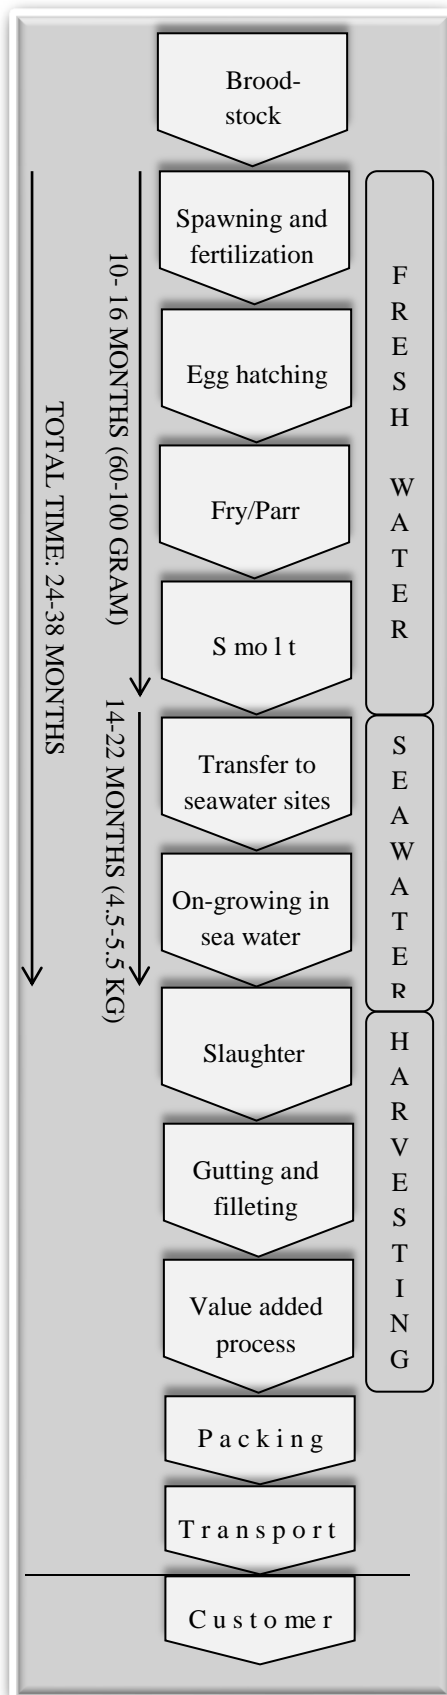 Brood-
stock
Spawning and
fertilization
Egg hatching
Fry/Parr
S mo l t
Transfer to
seawater sites
On-growing in
sea water
Slaughter
Gutting and
filleting
Value added
process
P a c k i n g
T r a n s p o r t
C u s t o me r
10- 16 MONTHS (60-100 GRAM)
14-22 MONTHS (4.5-5.5 KG)
TOTAL TIME: 24-38 MONTHS
F
R
E
S
H
W
A
T
E
R
S
E
A
W
A
T
E
R
H
A
R
V
E
S
T
I
N
G